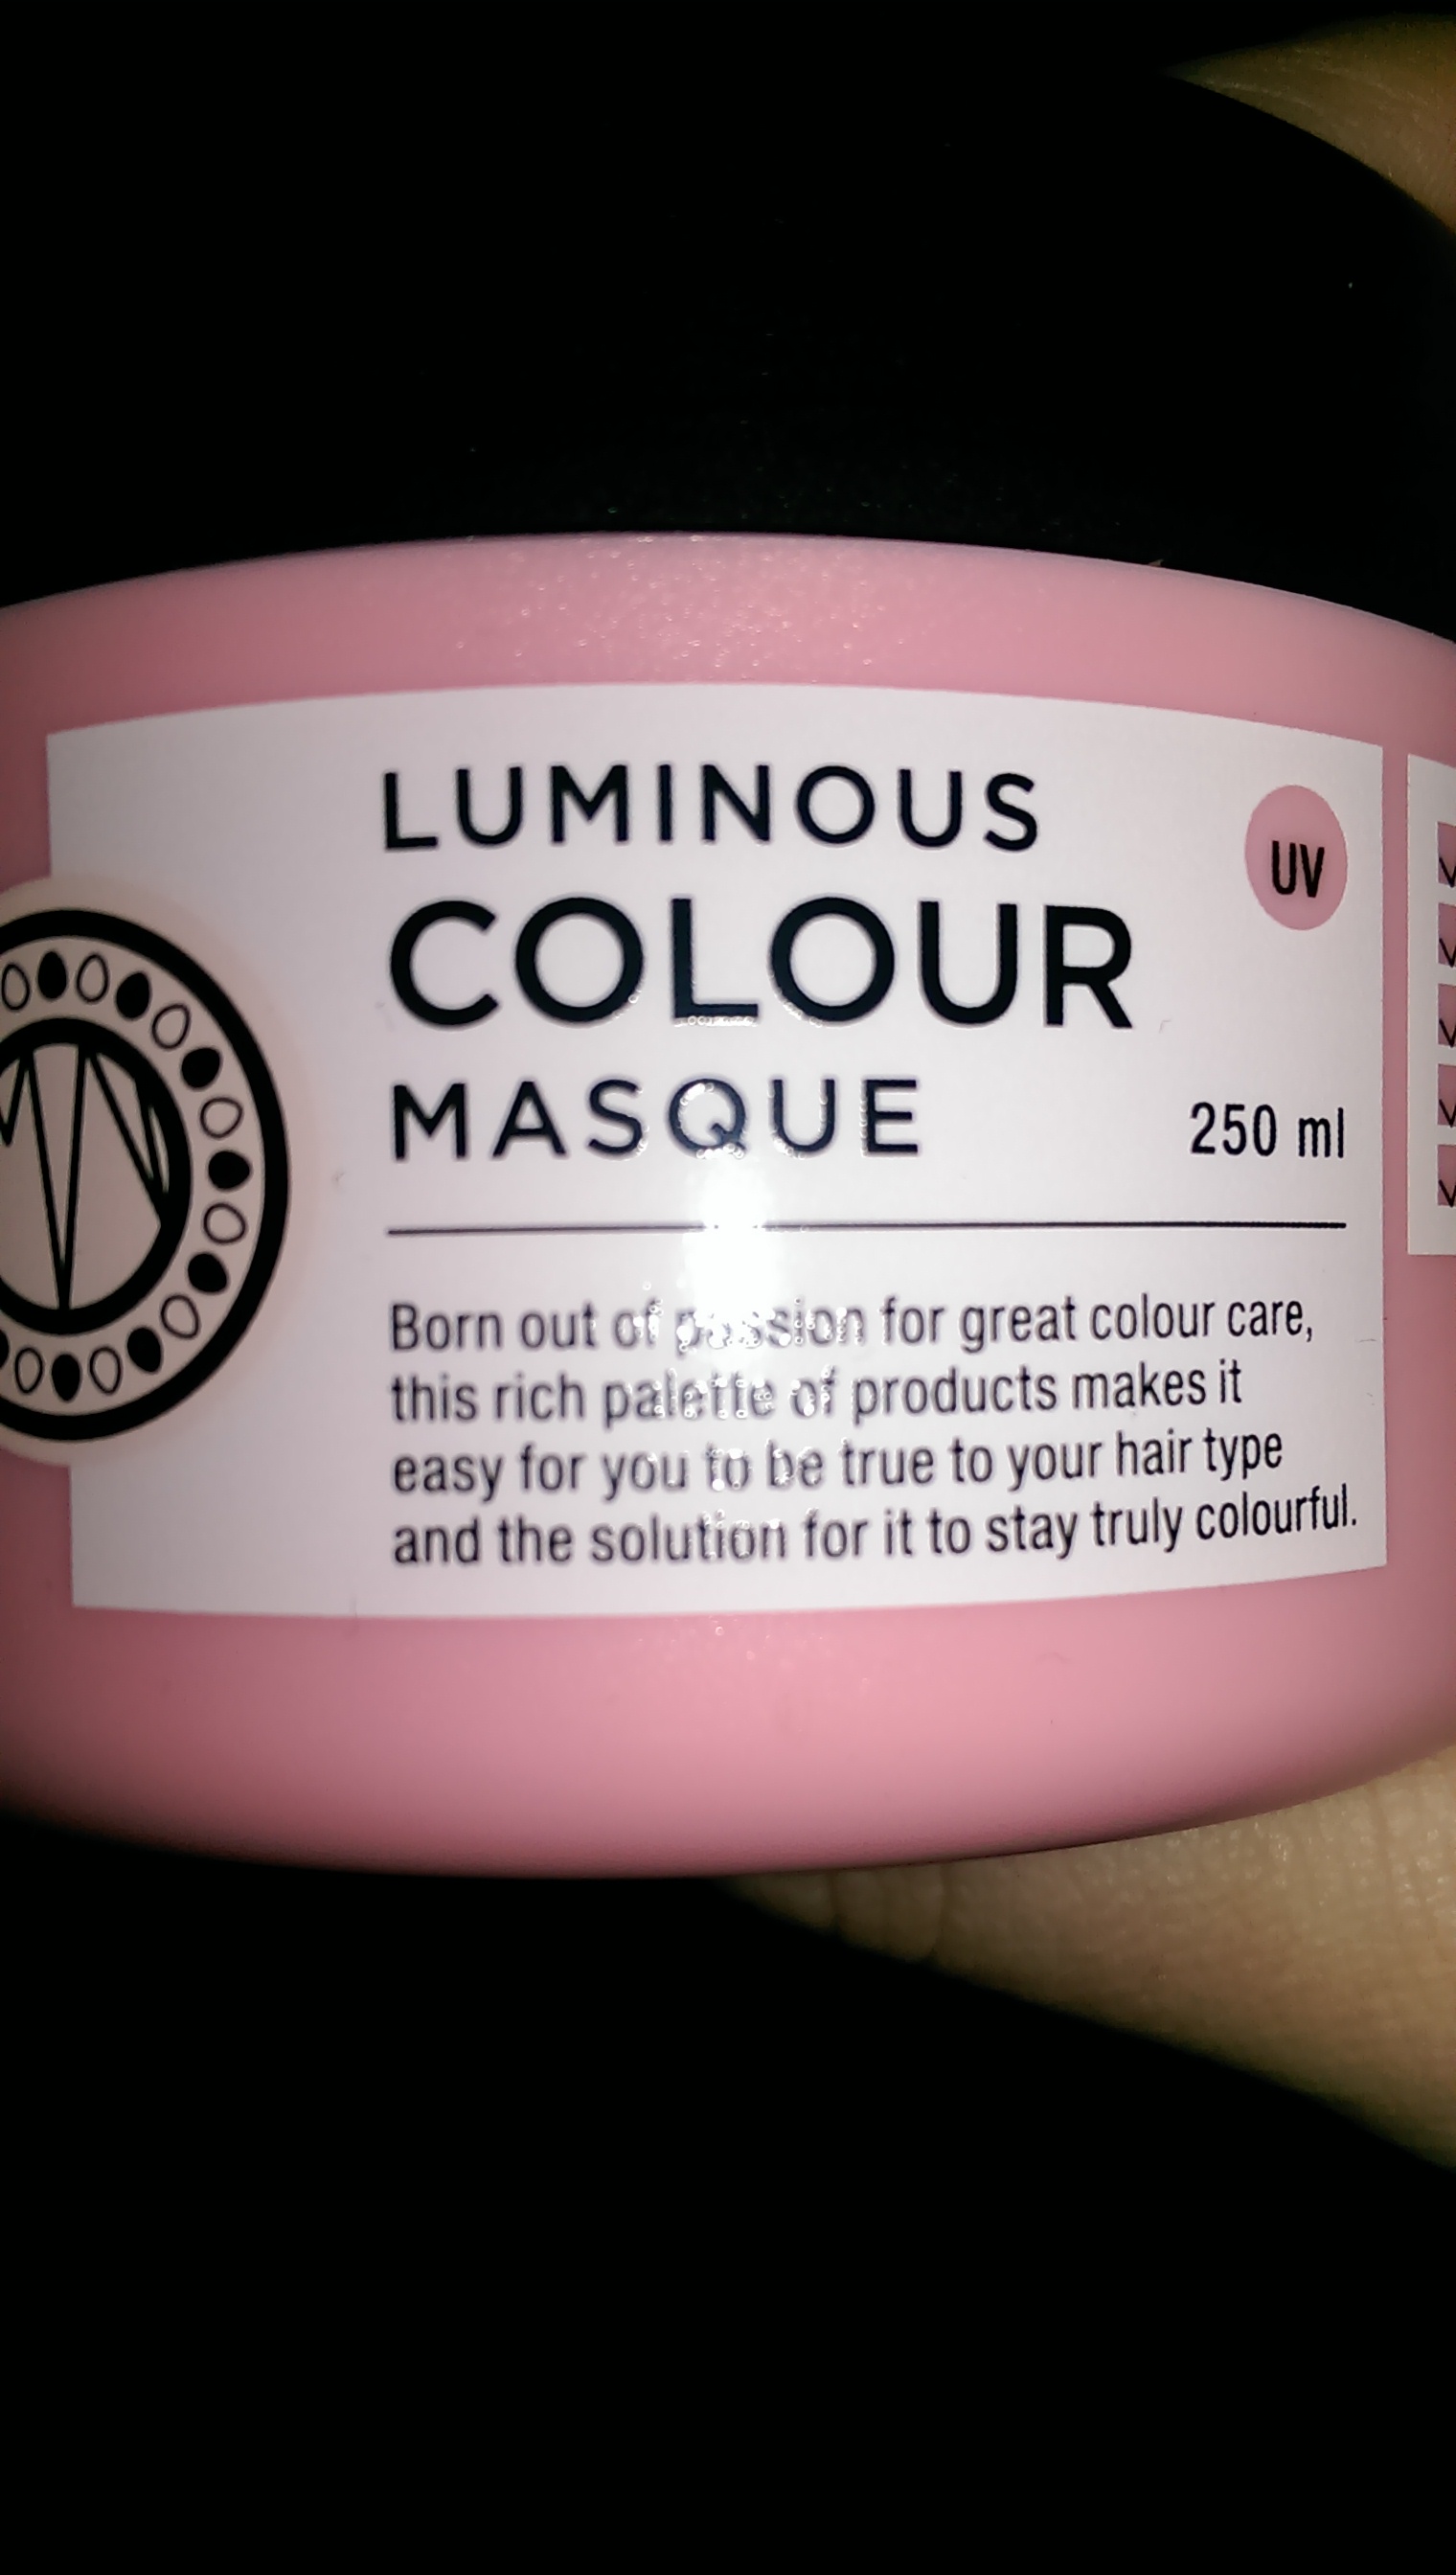 LUMINOUS
COLOUR
MASQUE
UV
250 ml
Born out of passion for great colour care,
this rich palette of products makes it
easy for you to be true to your hair type
and the solution for it to stay truly colourful.